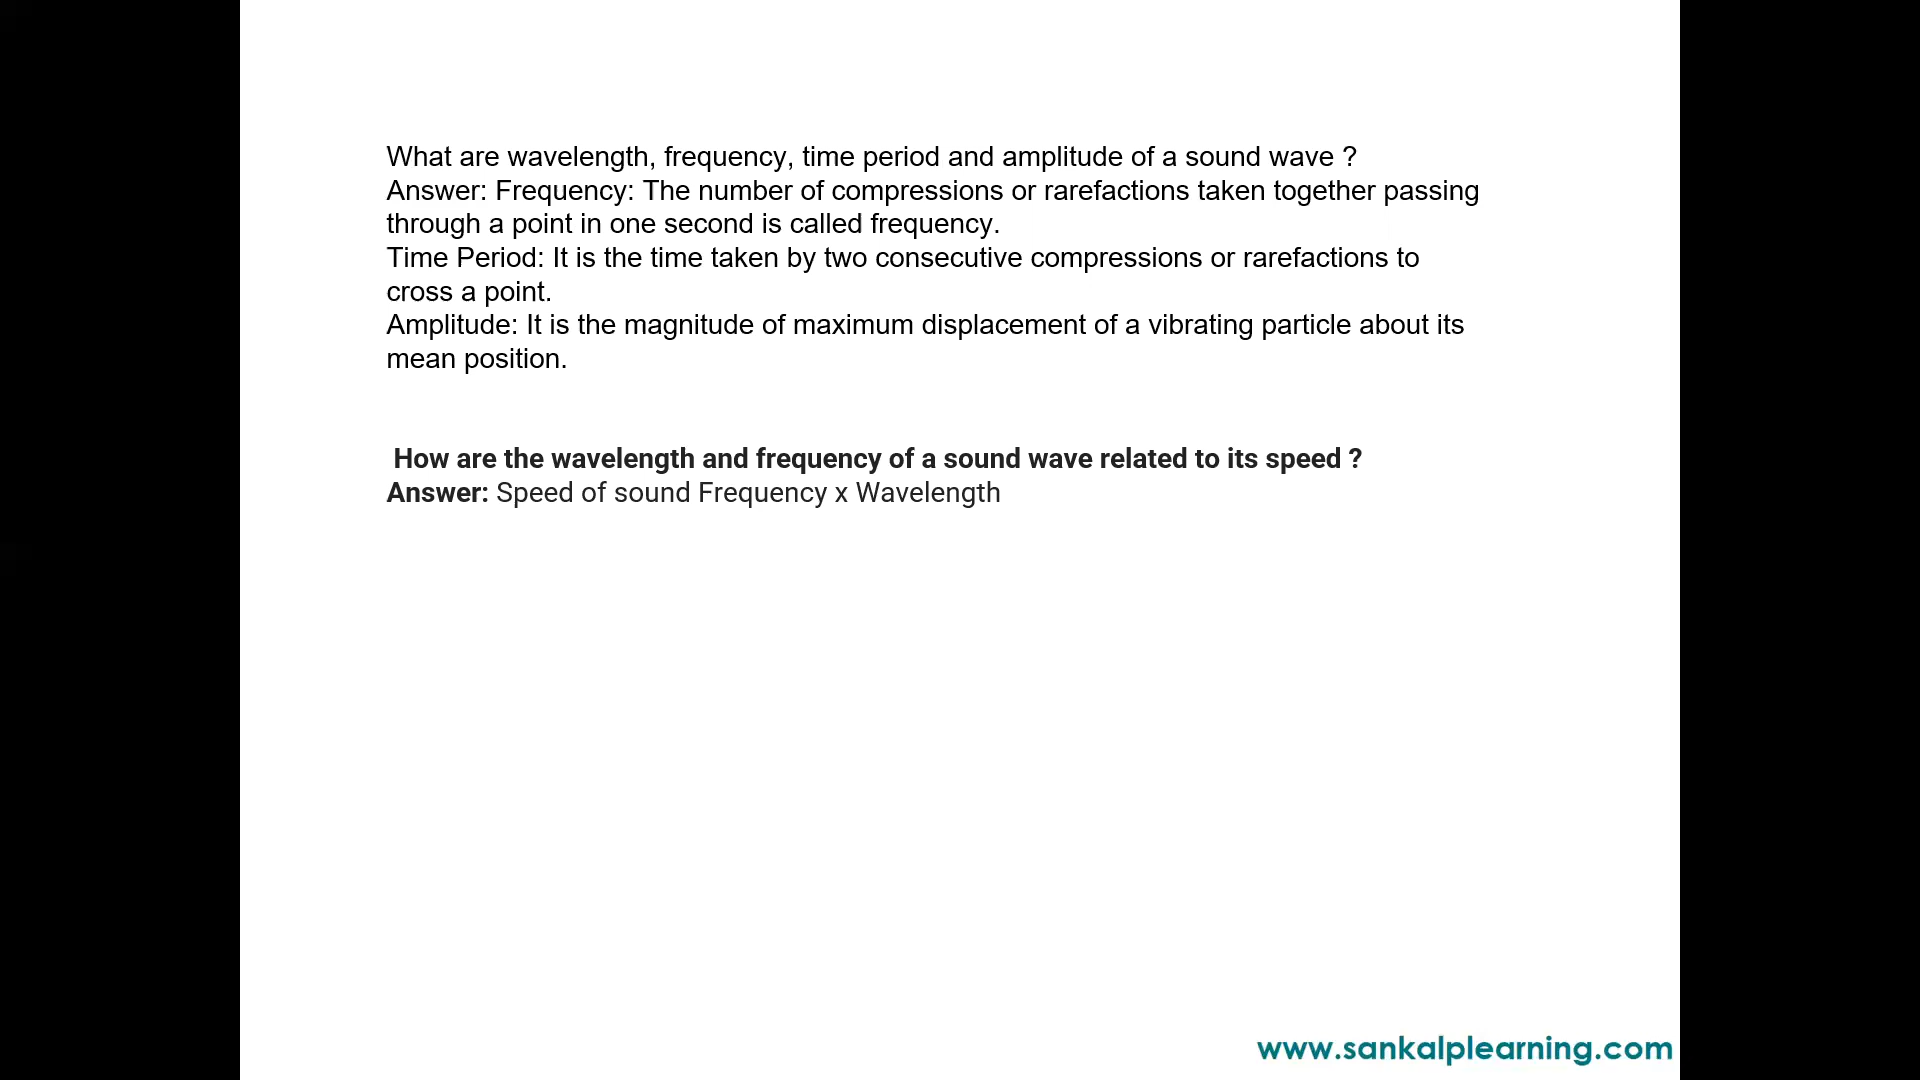 What are wavelength, frequency, time period and amplitude of a sound wave ?
Answer: Frequency: The number of compressions or rarefactions taken together passing
through a point in one second is called frequency.
Time Period: It is the time taken by two consecutive compressions or rarefactions to
cross a point.
Amplitude: It is the magnitude of maximum displacement of a vibrating particle about its
mean position.
How are the wavelength and frequency of a sound wave related to its speed ?
Answer: Speed of sound Frequency x Wavelength
www.sankalplearning.com